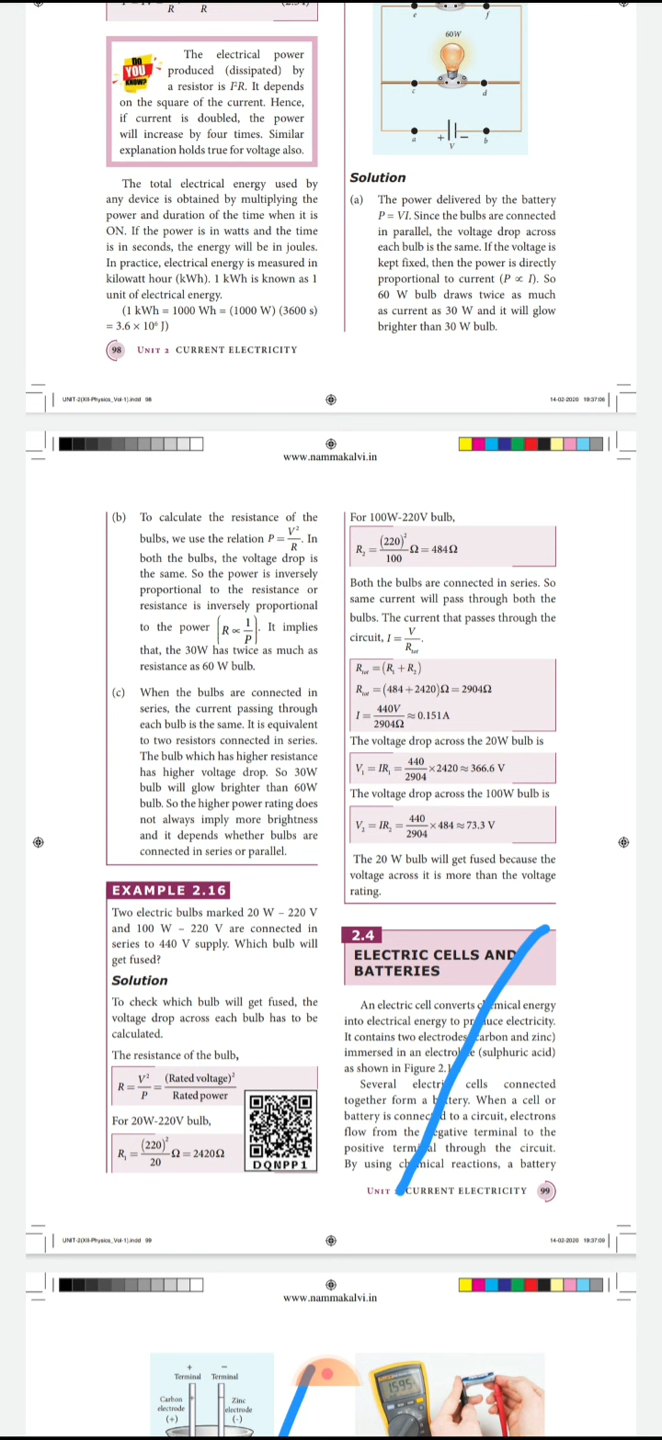 R R
DO
YOU
KNOW?
The electrical power
produced (dissipated) by
a resistor is I²R. It depends
on the square of the current. Hence,
if current is doubled, the power
will increase by four times. Similar
explanation holds true for voltage also.
The total electrical energy used by
any device is obtained by multiplying the
power and duration of the time when it is
ON. If the power is in watts and the time
is in seconds, the energy will be in joules.
In practice, electrical energy is measured in
kilowatt hour (kWh). 1 kWh is known as 1
unit of electrical energy.
(1 kWh = 1000 Wh = (1000 W) (3600 s)
= 3.6 × 10⁶ J)
98 UNIT 2 CURRENT ELECTRICITY
e f
60W
c d
a + - b
V
Solution
(a) The power delivered by the battery
P = VI. Since the bulbs are connected
in parallel, the voltage drop across
each bulb is the same. If the voltage is
kept fixed, then the power is directly
proportional to current (P ∝ I). So
60 W bulb draws twice as much
as current as 30 W and it will glow
brighter than 30 W bulb.
UNIT-2(XII-Physics_Vol-1).indd 98 14-02-2020 19:37:06
www.nammakalvi.in
(b) To calculate the resistance of the
bulbs, we use the relation P = V²/R. In
both the bulbs, the voltage drop is
the same. So the power is inversely
proportional to the resistance or
resistance is inversely proportional
to the power (R ∝ 1/P). It implies
that, the 30W has twice as much as
resistance as 60 W bulb.
(c) When the bulbs are connected in
series, the current passing through
each bulb is the same. It is equivalent
to two resistors connected in series.
The bulb which has higher resistance
has higher voltage drop. So 30W
bulb will glow brighter than 60W
bulb. So the higher power rating does
not always imply more brightness
and it depends whether bulbs are
connected in series or parallel.
EXAMPLE 2.16
Two electric bulbs marked 20 W – 220 V
and 100 W – 220 V are connected in
series to 440 V supply. Which bulb will
get fused?
Solution
To check which bulb will get fused, the
voltage drop across each bulb has to be
calculated.
The resistance of the bulb,
R = V²/P = (Rated voltage)²/Rated power
For 20W-220V bulb,
R₁ = (220)²/20 Ω = 2420Ω
DQNPP1
For 100W-220V bulb,
R₂ = (220)²/100 Ω = 484Ω
Both the bulbs are connected in series. So
same current will pass through both the
bulbs. The current that passes through the
circuit, I = V/Rtot.
Rtot = (R₁ + R₂)
Rtot = (484 + 2420)Ω = 2904Ω
I = 440V/2904Ω ≈ 0.151A
The voltage drop across the 20W bulb is
V₁ = IR₁ = 440/2904 × 2420 ≈ 366.6 V
The voltage drop across the 100W bulb is
V₂ = IR₂ = 440/2904 × 484 ≈ 73.3 V
The 20 W bulb will get fused because the
voltage across it is more than the voltage
rating.
2.4
ELECTRIC CELLS AND
BATTERIES
An electric cell converts chemical energy
into electrical energy to produce electricity.
It contains two electrodes (carbon and zinc)
immersed in an electrolyte (sulphuric acid)
as shown in Figure
Several electric cells connected
together form a battery. When a cell or
battery is connected to a circuit, electrons
flow from the negative terminal to the
positive terminal through the circuit.
By using chemical reactions, a battery
UNIT CURRENT ELECTRICITY 99
UNIT-2(XII-Physics_Vol-1).indd 99 14-02-2020 19:37:09
www.nammakalvi.in
+ −
Terminal Terminal
Carbon
electrode
(+)
Zinc
electrode
(-)
1595